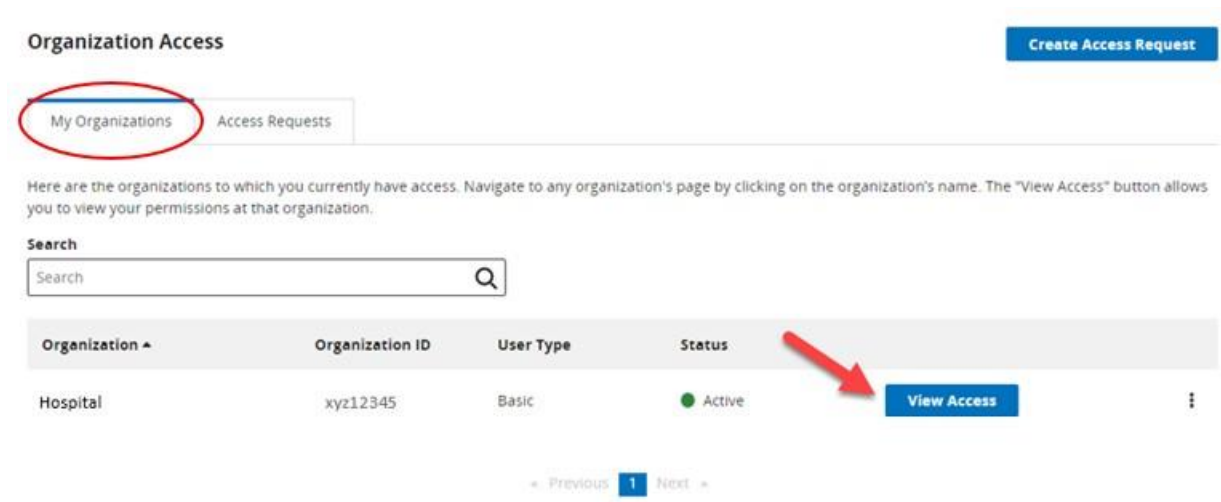 Organization Access
Create Access Request
My Organizations
Access Requests
Here are the organizations to which you currently have access. Navigate to any organization's page by clicking on the organization's name. The "View Access" button allows
you to view your permissions at that organization.
Search
Search
Organization Organization ID User Type Status
Hospital xyz12345 Basic Active View Access
« Previous 1 Next »